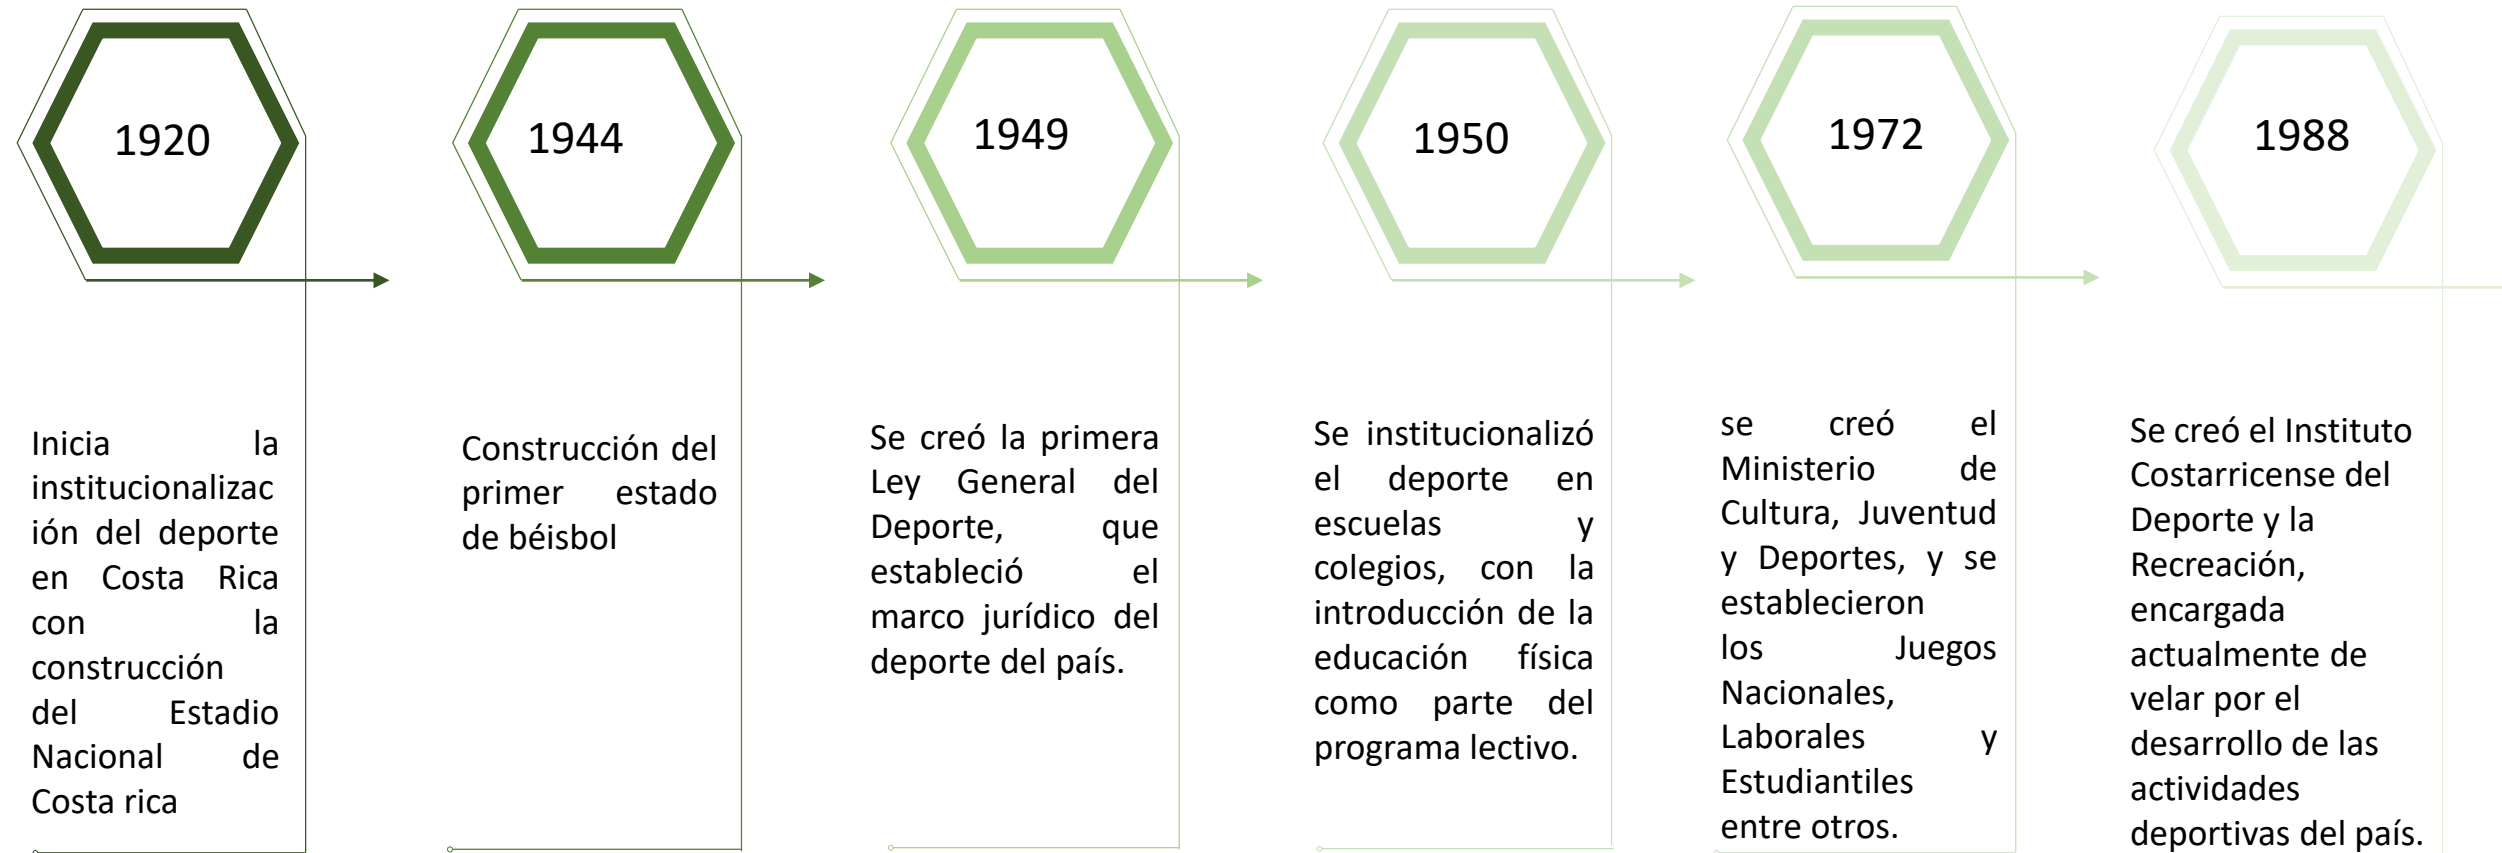 1920
Inicia la
institucionalizac
ión del deporte
en Costa Rica
con la
construcción
del Estadio
Nacional de
Costa rica
1944
Construcción del
primer estado
de béisbol
1949
Se creó la primera
Ley General del
Deporte, que
estableció el
marco jurídico del
deporte del país.
1950
Se institucionalizó
el deporte en
escuelas y
colegios, con la
introducción de la
educación física
como parte del
programa lectivo.
1972
se creó el
Ministerio de
Cultura, Juventud
y Deportes, y se
establecieron
los Juegos
Nacionales,
Laborales y
Estudiantiles
entre otros.
1988
Se creó el Instituto
Costarricense del
Deporte y la
Recreación,
encargada
actualmente de
velar por el
desarrollo de las
actividades
deportivas del país.